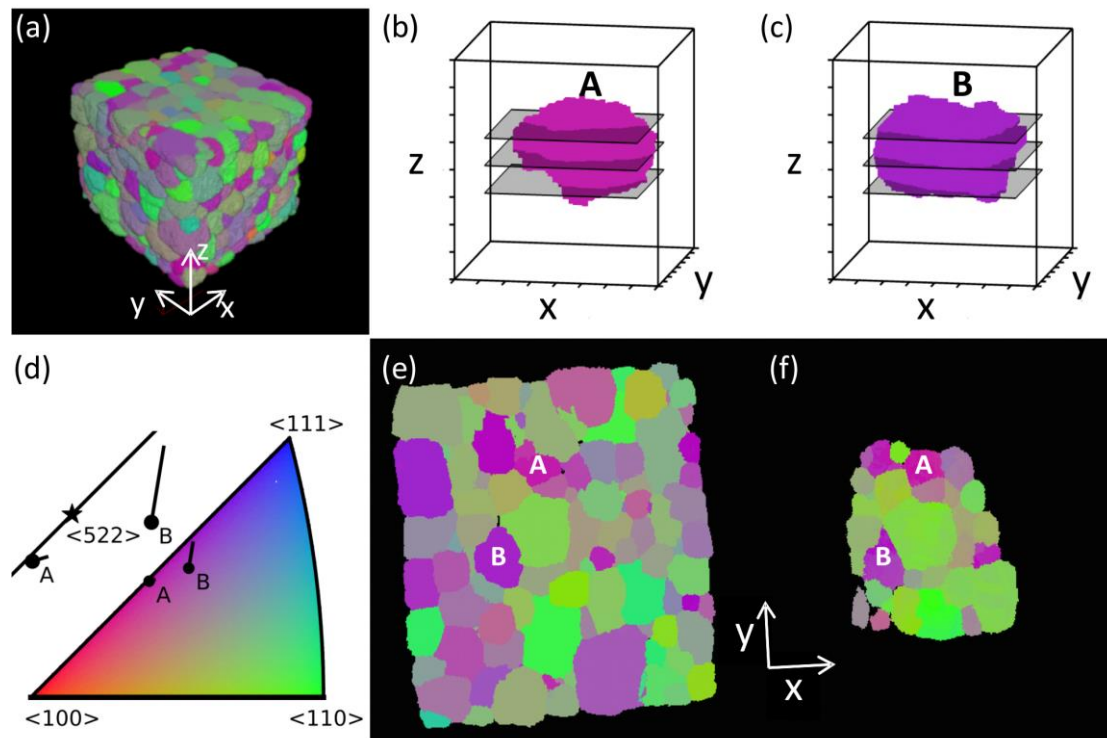 (a)
z
y
x
(b)
A
z
y
x
(c)
B
z
y
x
(d)
<111>
<522>
B
A
B
A
<100>
<110>
(e)
A
B
y
x
(f)
A
B